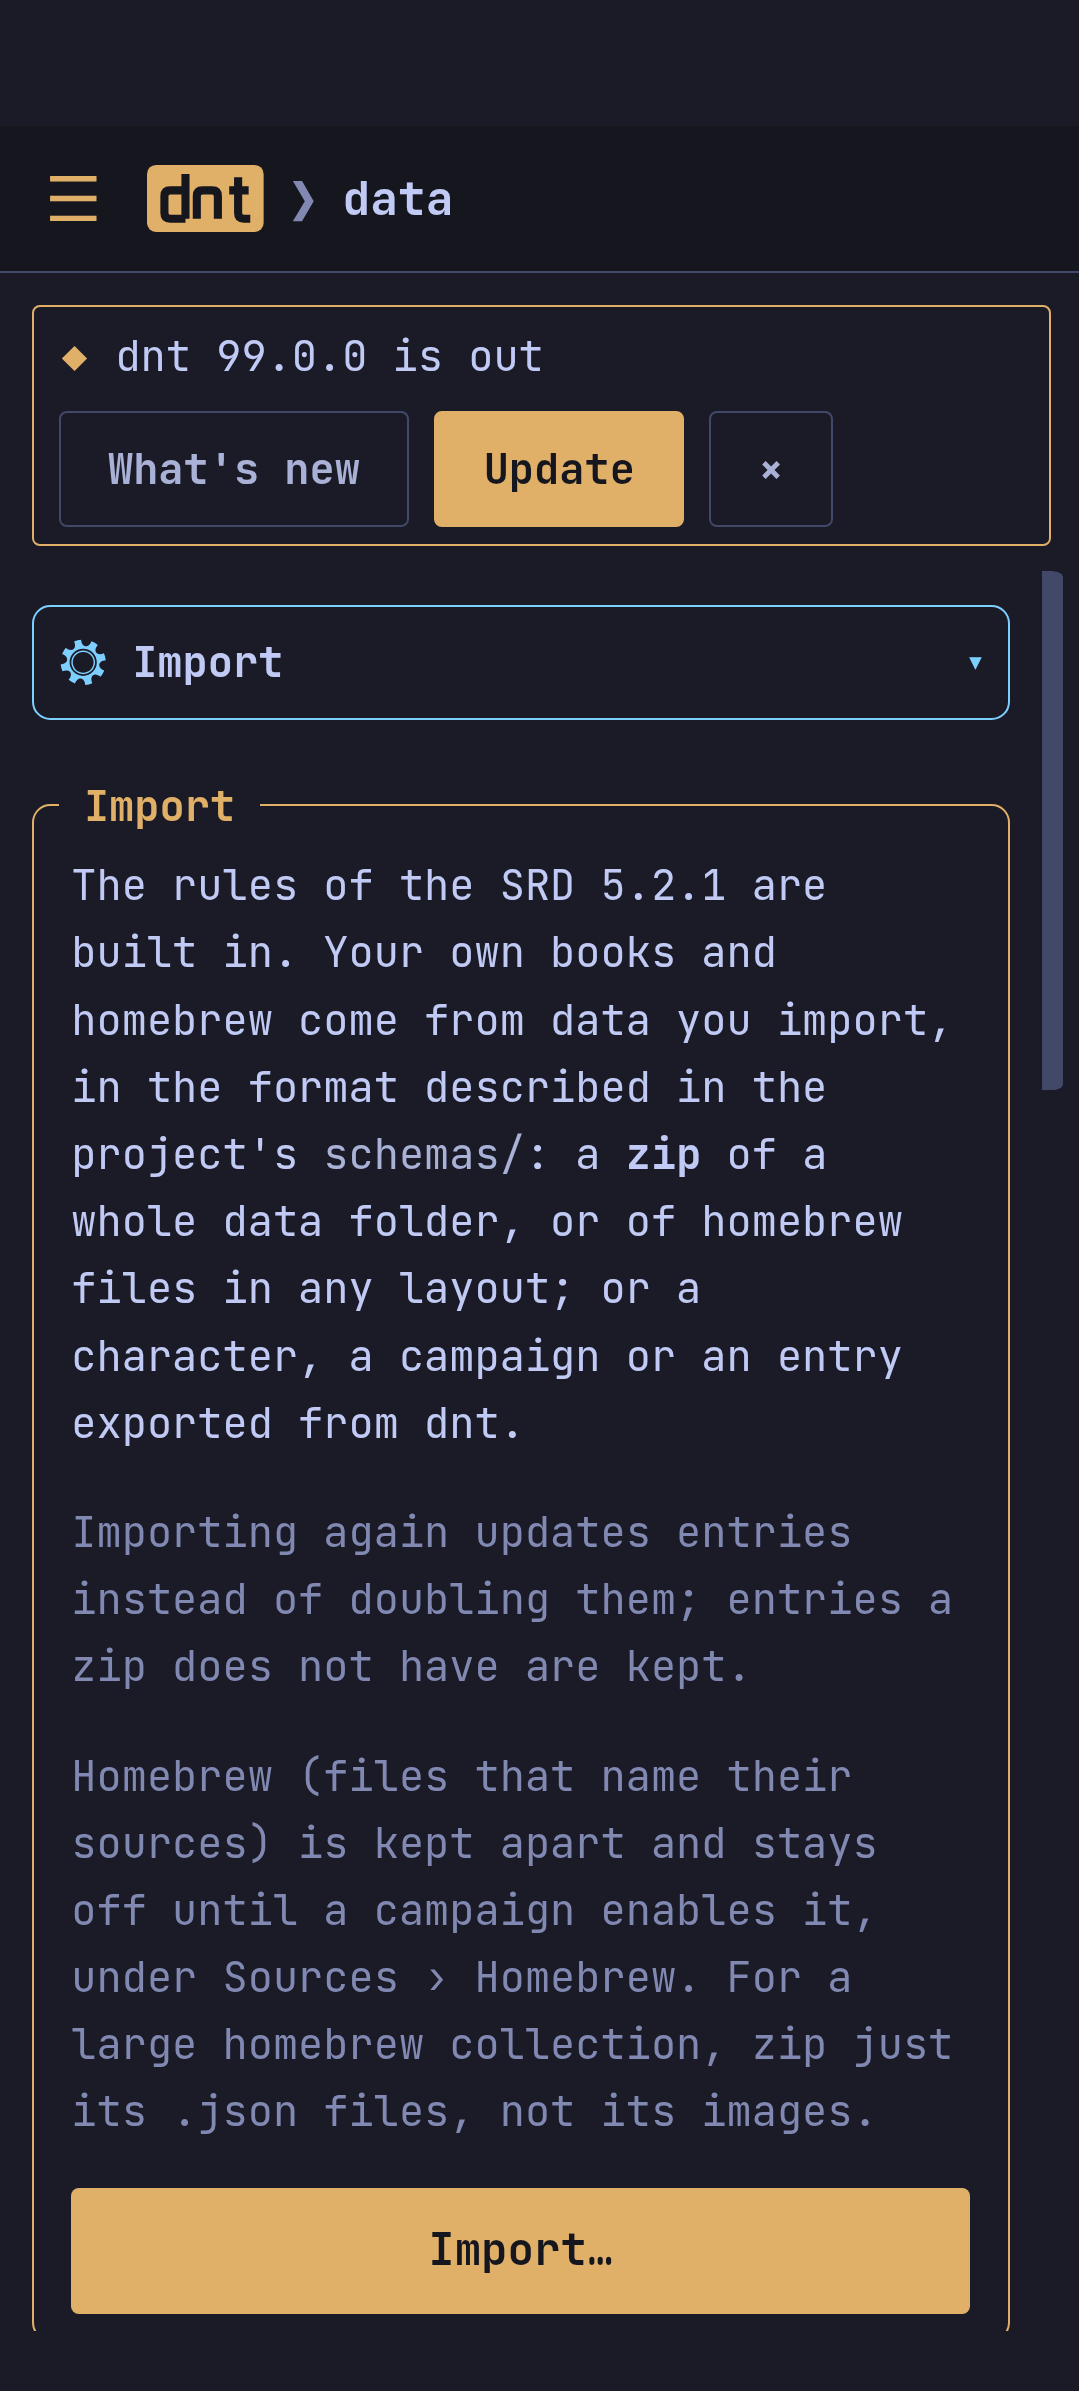 ☰ dnt ❯ data
◆ dnt 99.0.0 is out
What's new Update ×
Import ▾
Import
The rules of the SRD 5.2.1 are
built in. Your own books and
homebrew come from data you import,
in the format described in the
project's schemas/: a zip of a
whole data folder, or of homebrew
files in any layout; or a
character, a campaign or an entry
exported from dnt.
Importing again updates entries
instead of doubling them; entries a
zip does not have are kept.
Homebrew (files that name their
sources) is kept apart and stays
off until a campaign enables it,
under Sources › Homebrew. For a
large homebrew collection, zip just
its .json files, not its images.
Import…